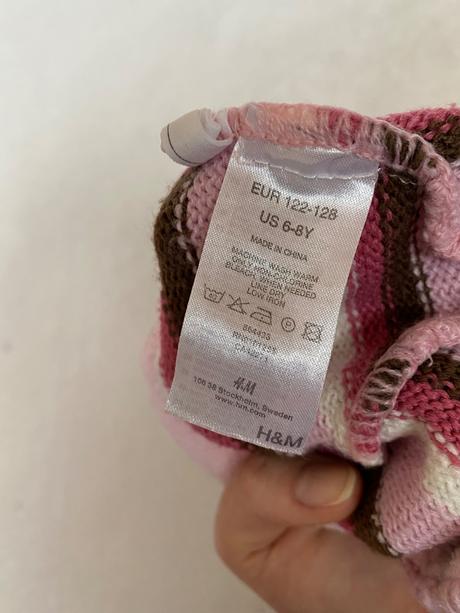 EUR 122-128
US 6-8Y
MADE IN CHINA
MACHINE WASH WARM
ONLY NON-CHLORINE
BLEACH WHEN NEEDED
LINE DRY
LOW IRON
H&M
106 38 Stockholm, Sweden
www.hm.com
H&M